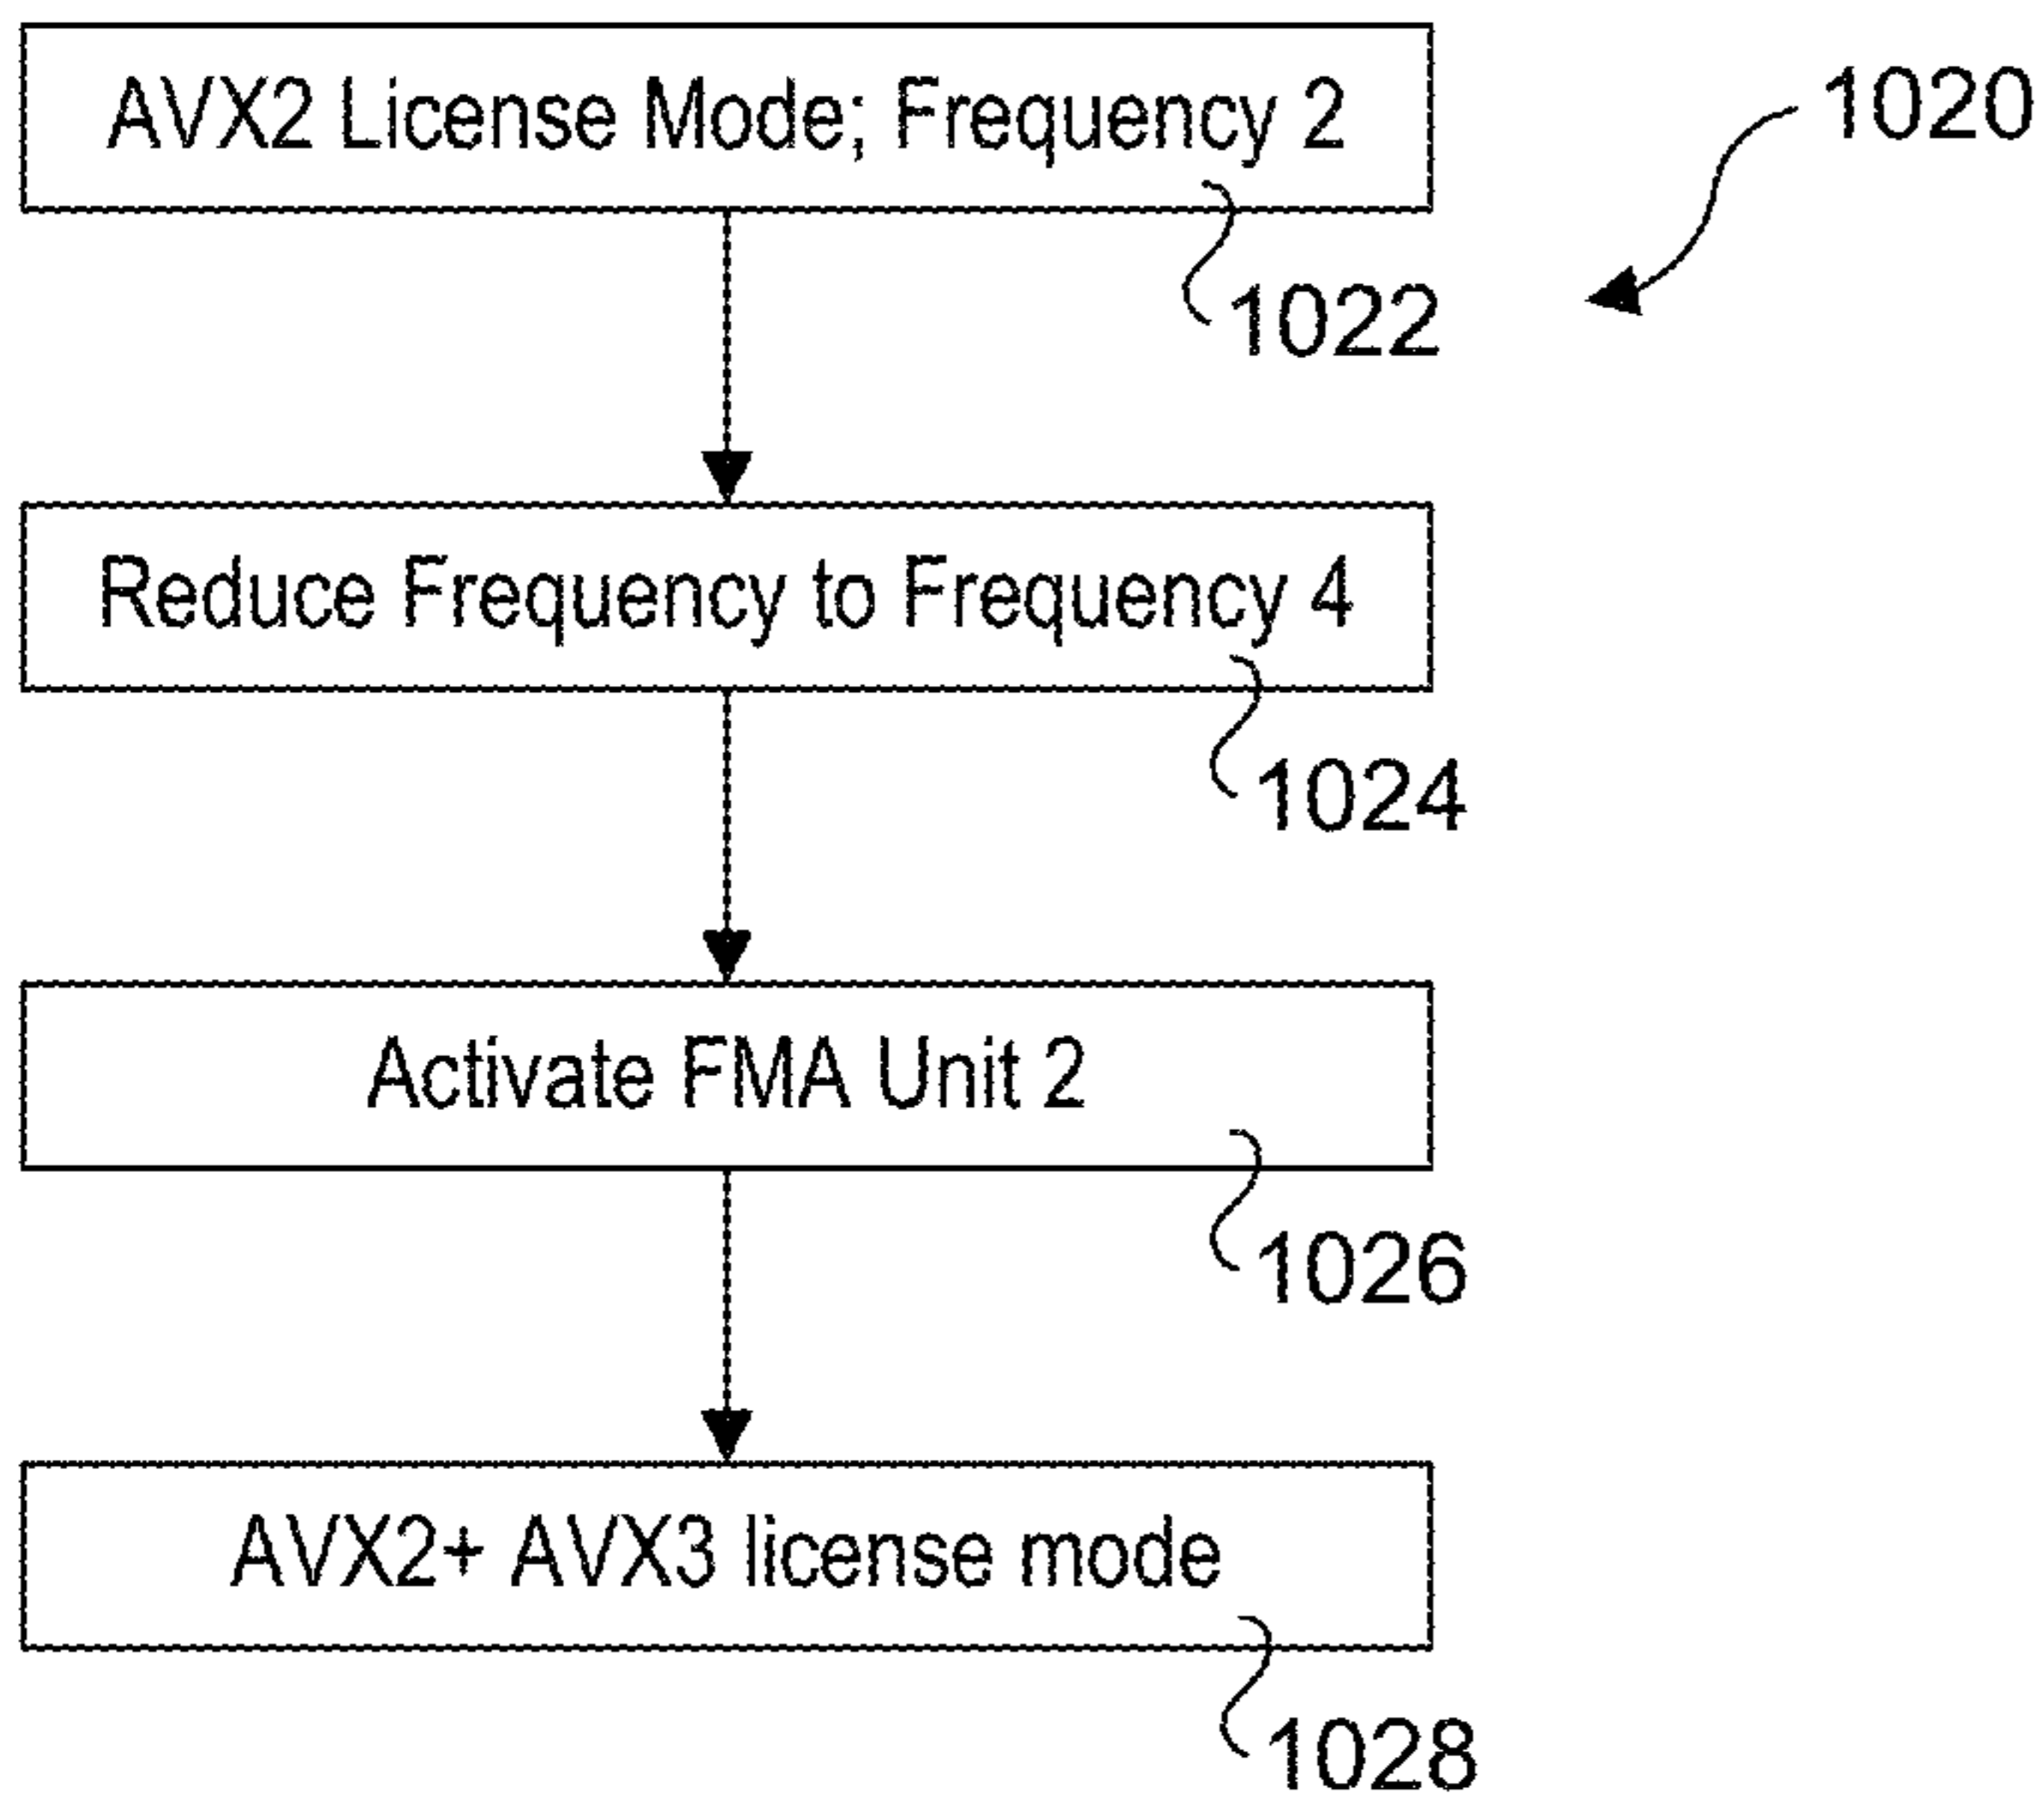 AVX2 License Mode; Frequency 2
1020
1022
Reduce Frequency to Frequency 4
1024
Activate FMA Unit 2
1026
AVX2+ AVX3 license mode
1028